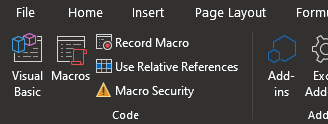 File Home Insert Page Layout
Record Macro
Visual Basic Macros Use Relative References Add-ins
Macro Security
Code